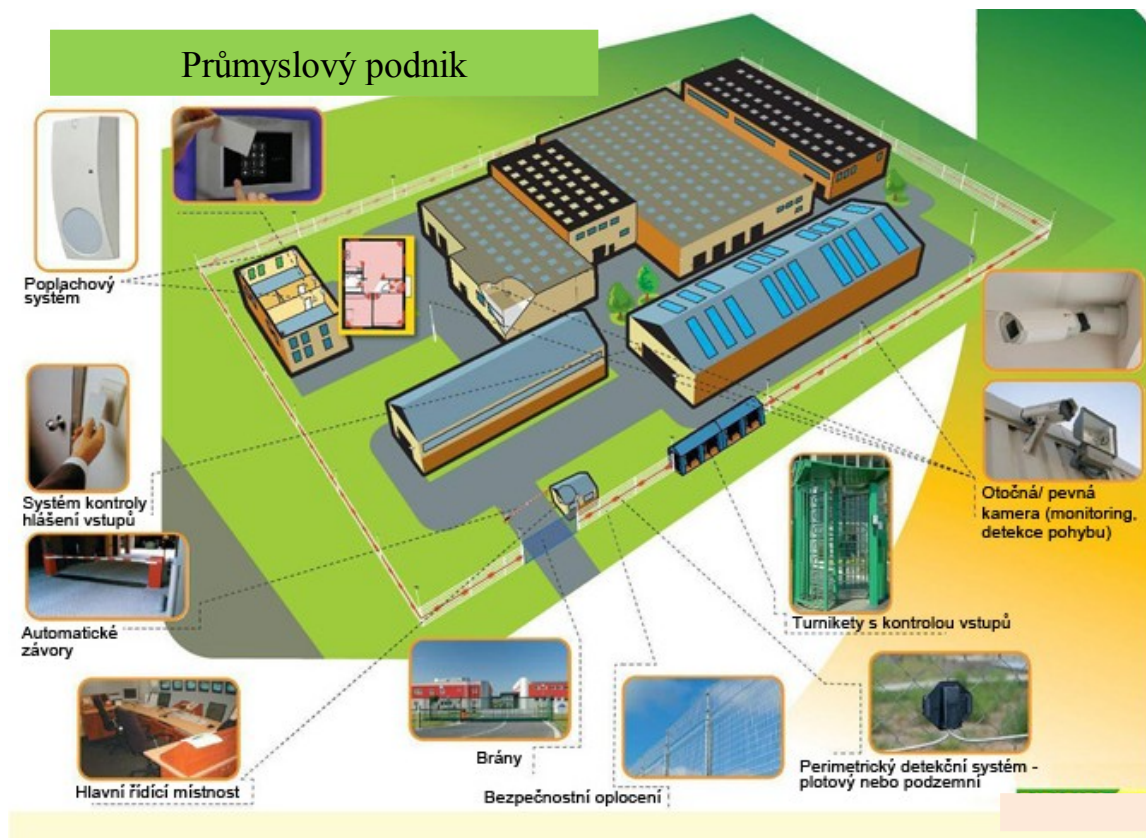 Průmyslový podnik
Poplachový
systém
Systém kontroly
hlášení vstupů
Automatické
závory
Hlavní řídící místnost
Brány
Bezpečnostní oplocení
Perimetrický detekční systém -
plotový nebo podzemní
Turnikety s kontrolou vstupů
Otočná/ pevná
kamera (monitoring,
detekce pohybu)